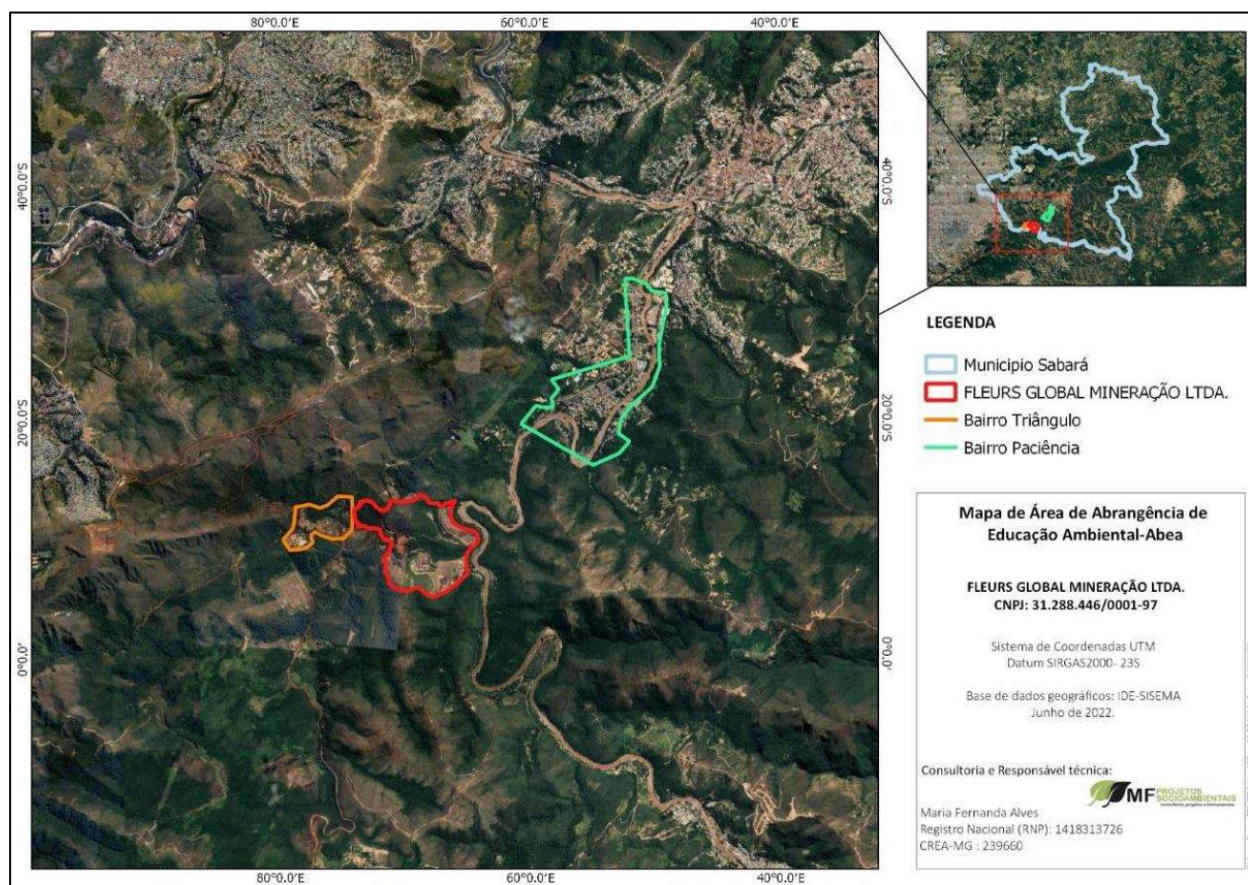 80°0.0'E
60°0.0'E
40°0.0'E
40°0.0'S
40°0.0'S
20°0.0'S
20°0.0'S
0°0.0'
0°0.0'
80°0.0'E
60°0.0'E
40°0.0'E
LEGENDA
Municipio Sabará
FLEURS GLOBAL MINERAÇÃO LTDA.
Bairro Triângulo
Bairro Paciência
Mapa de Área de Abrangência de
Educação Ambiental-Abea
FLEURS GLOBAL MINERAÇÃO LTDA.
CNPJ: 31.288.446/0001-97
Sistema de Coordenadas UTM
Datum SIRGAS2000- 23S
Base de dados geográficos: IDE-SISEMA
Junho de 2022.
Consultoria e Responsável técnica:
MF PROJETOS
SOCIOAMBIENTAIS
Maria Fernanda Alves
Registro Nacional (RNP): 1418313726
CREA-MG : 239660